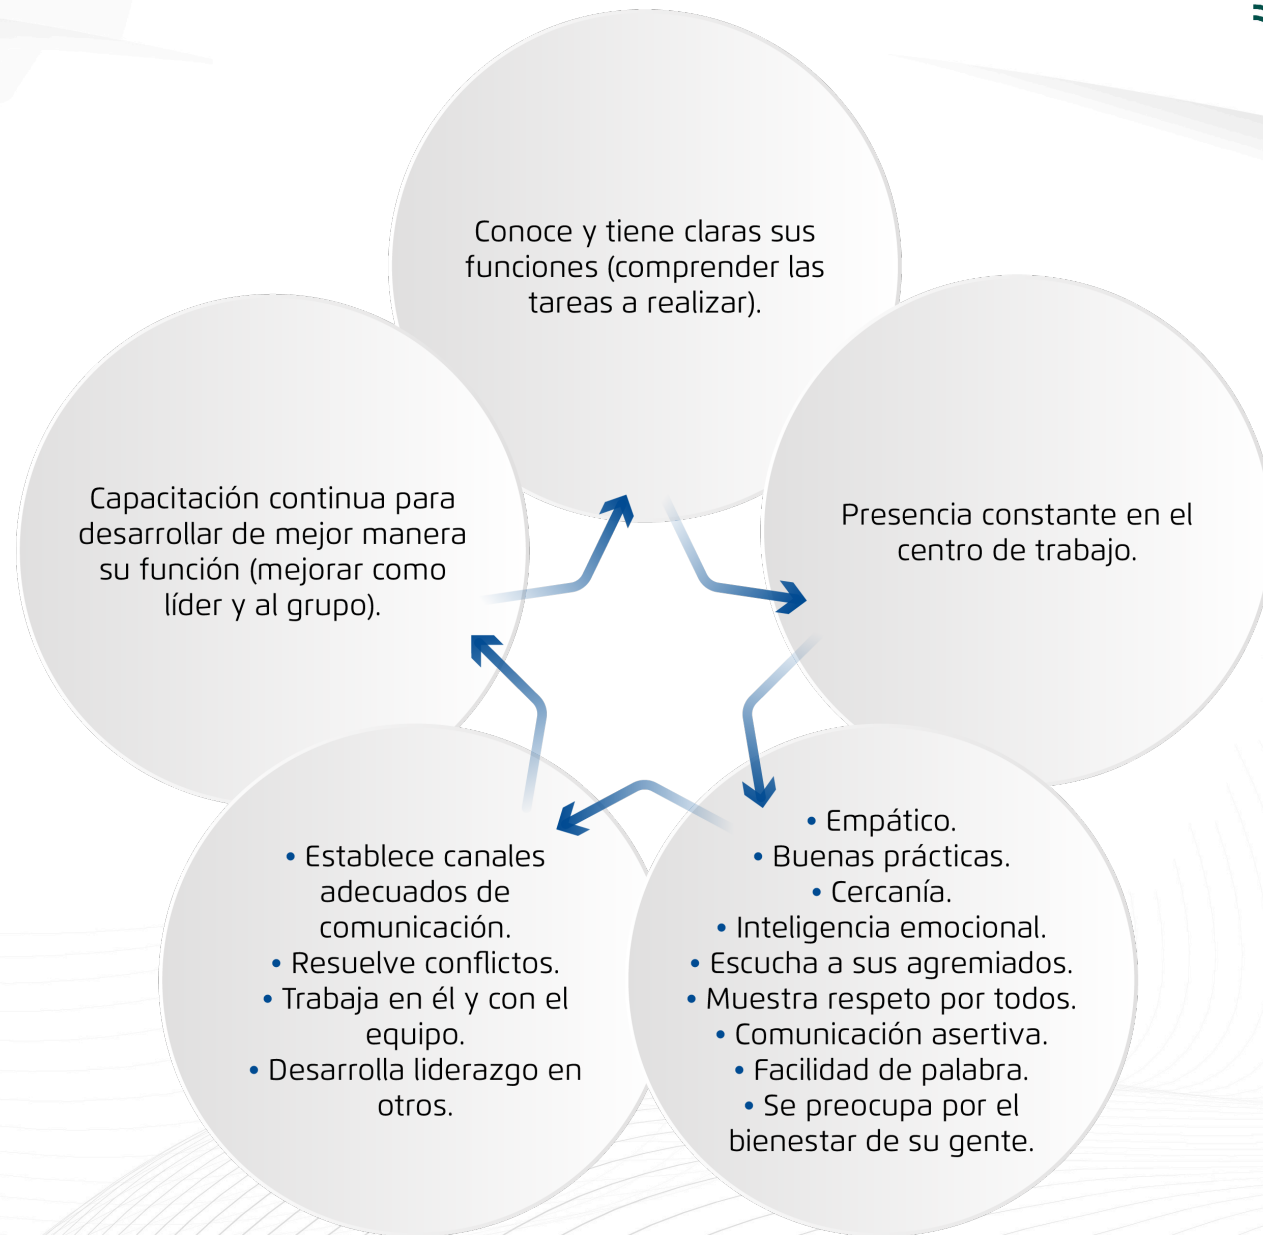 Conoce y tiene claras sus
funciones (comprender las
tareas a realizar).
Presencia constante en el
centro de trabajo.
• Empático.
• Buenas prácticas.
• Cercanía.
• Inteligencia emocional.
• Escucha a sus agremiados.
• Muestra respeto por todos.
• Comunicación asertiva.
• Facilidad de palabra.
• Se preocupa por el
bienestar de su gente.
• Establece canales
adecuados de
comunicación.
• Resuelve conflictos.
• Trabaja en él y con el
equipo.
• Desarrolla liderazgo en
otros.
Capacitación continua para
desarrollar de mejor manera
su función (mejorar como
líder y al grupo).